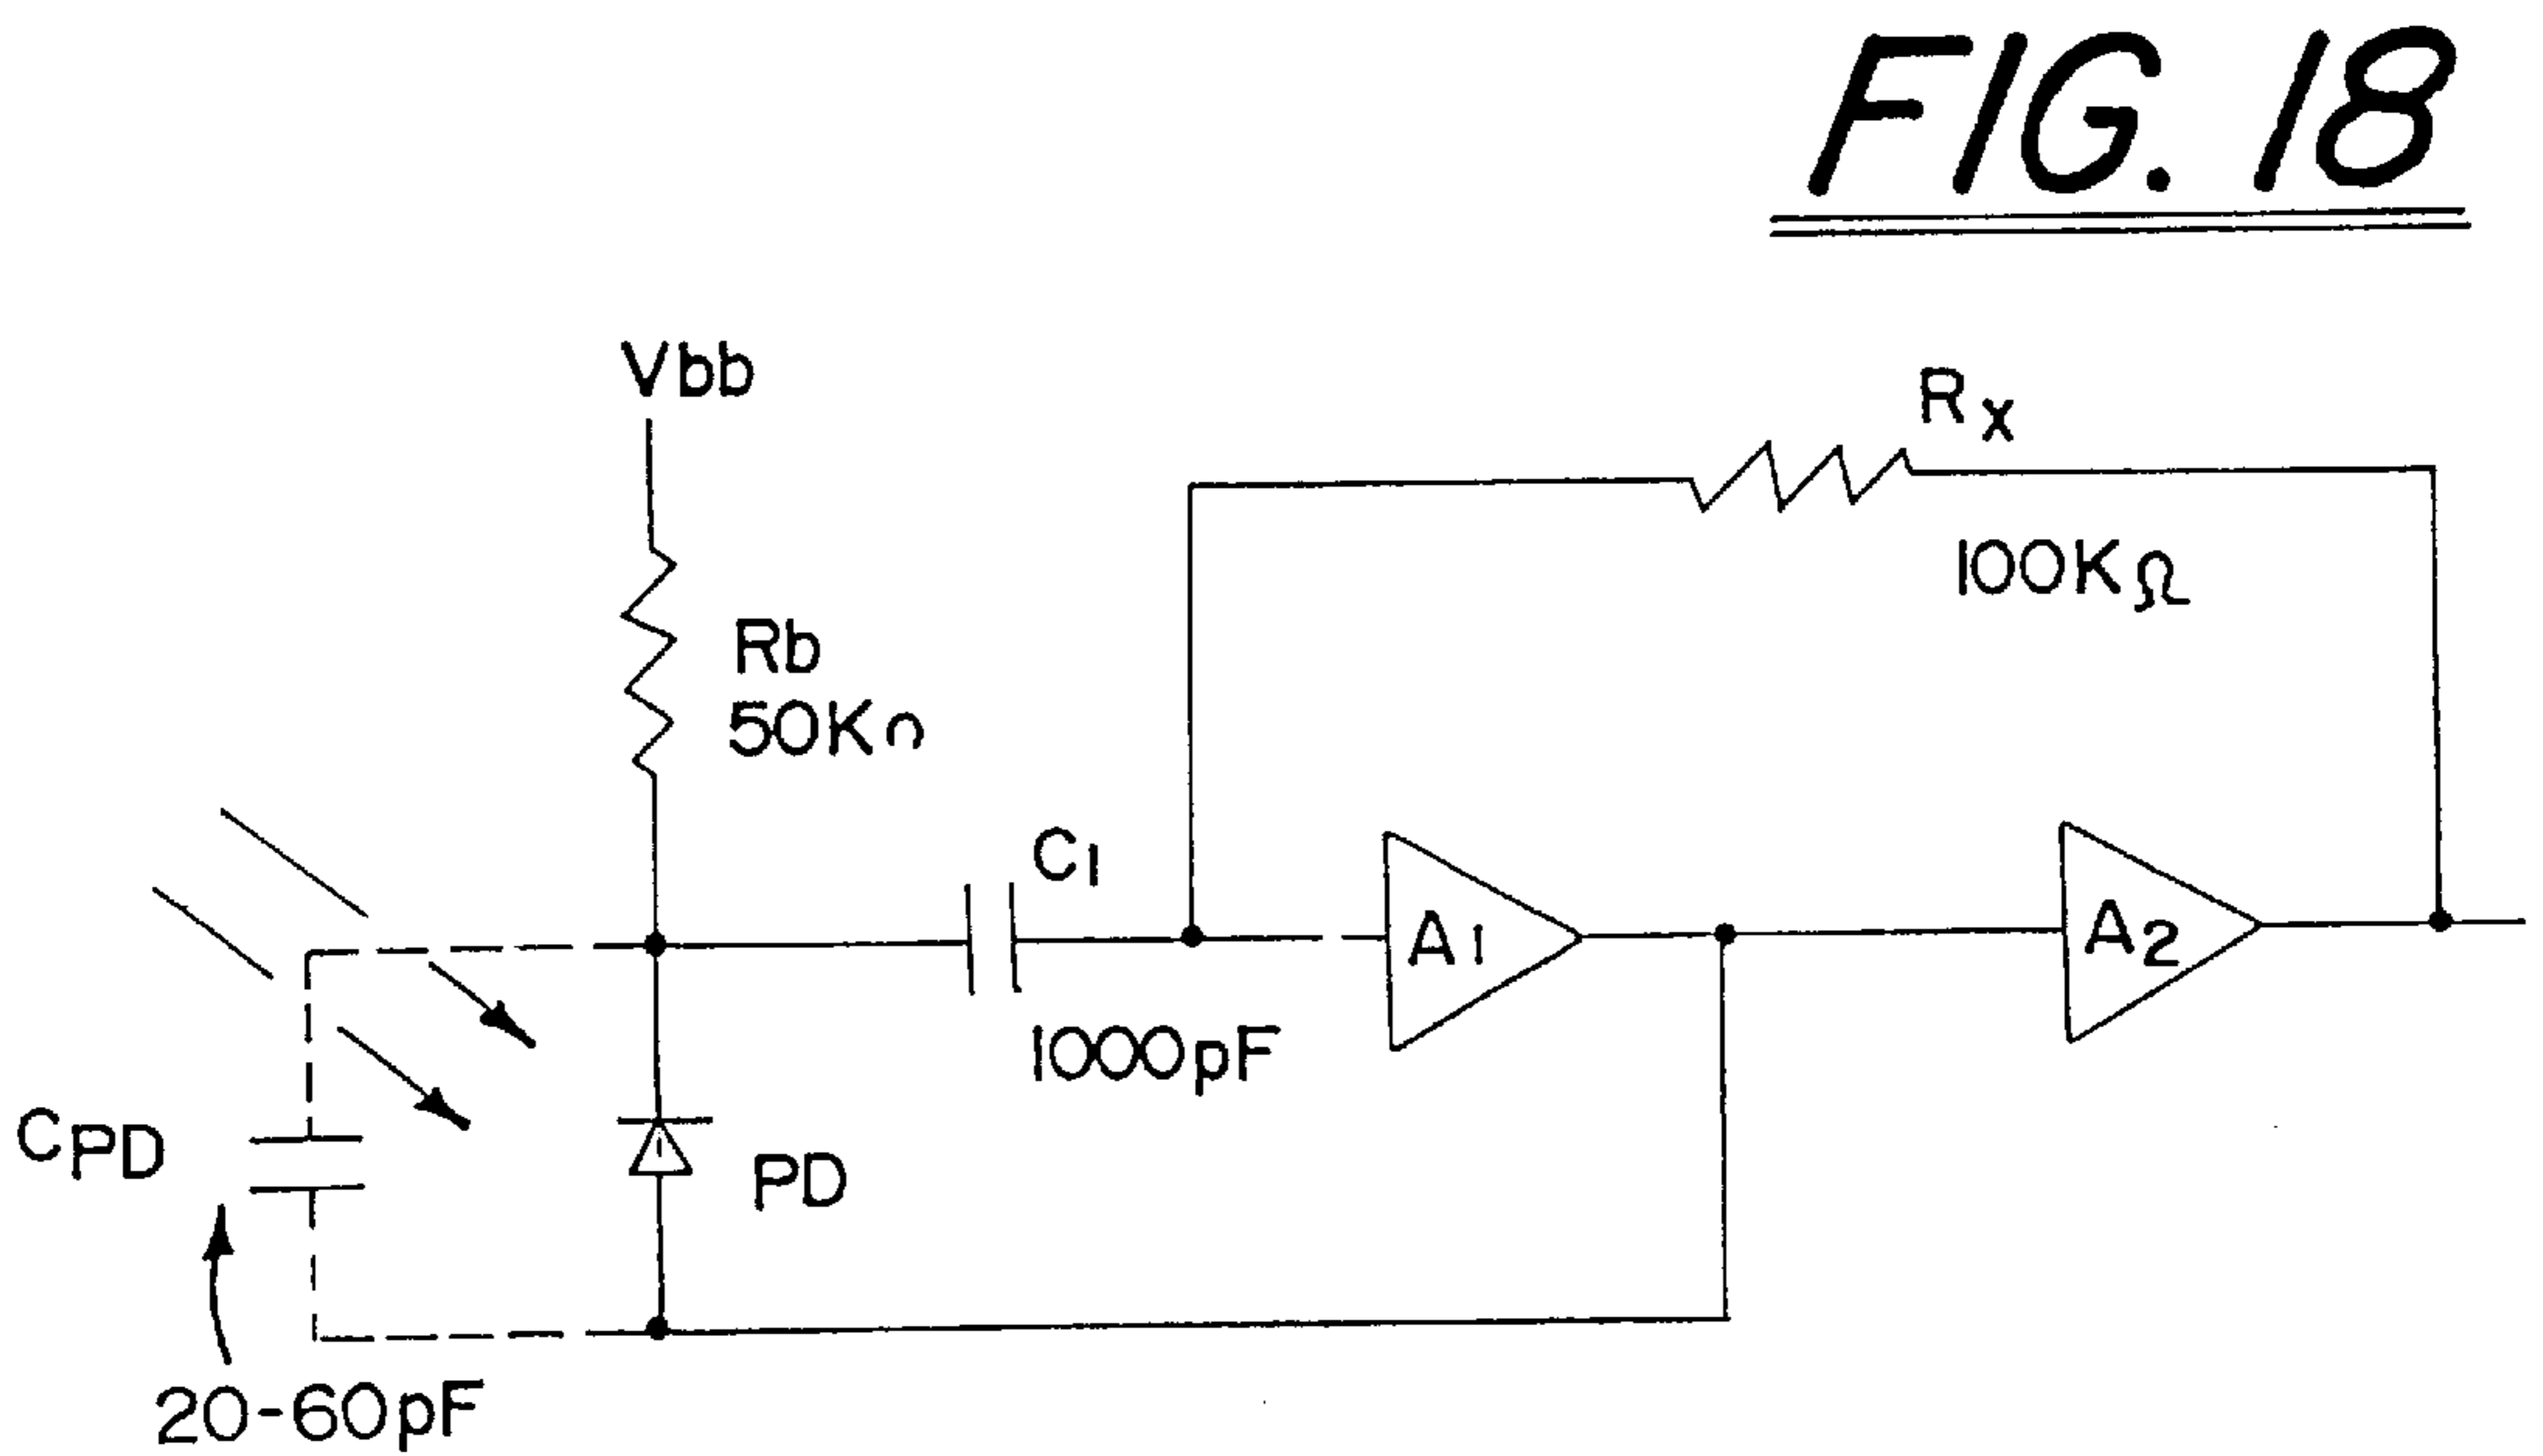 FIG. 18
Vbb
Rx
100KΩ
Rb
50KΩ
C1
A1
A2
1000pF
CPD
PD
20-60pF